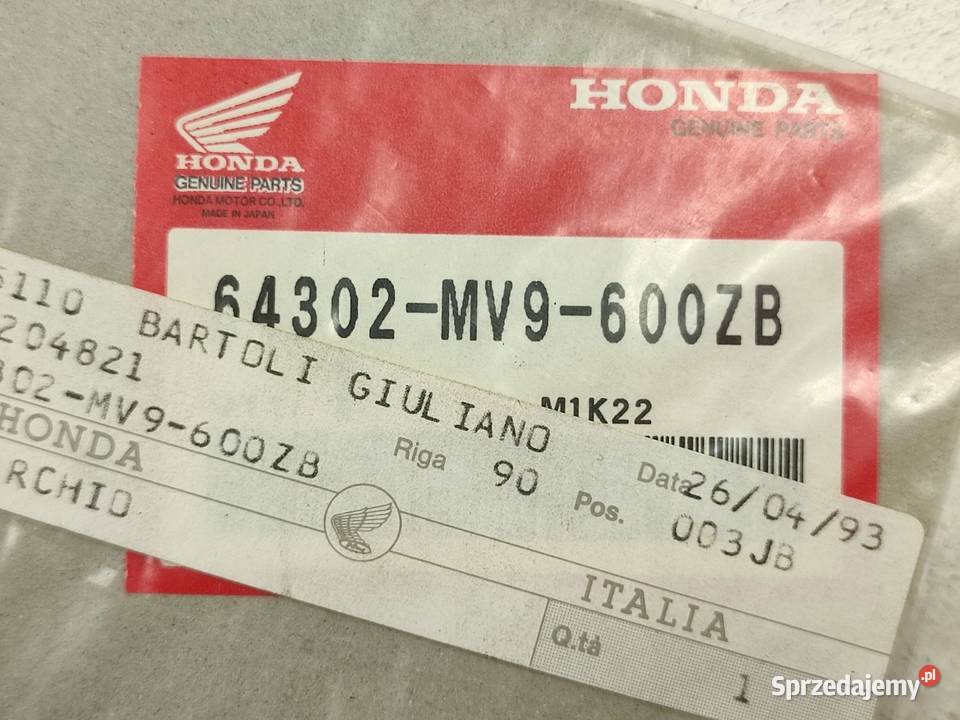 HONDA
GENUINE PARTS
HONDA MOTOR CO., LTD.
MADE IN JAPAN
HONDA
GENUINE PARTS
64302-MV9-600ZB
M1K22
6110 BARTOLI GIULIANO
204821
302-MV9-600ZB
Riga 90
Data 26/04/93
HONDA
RCHIO
Pos. 003JB
ITALIA
Q.tà
1
Sprzedajemy.pl